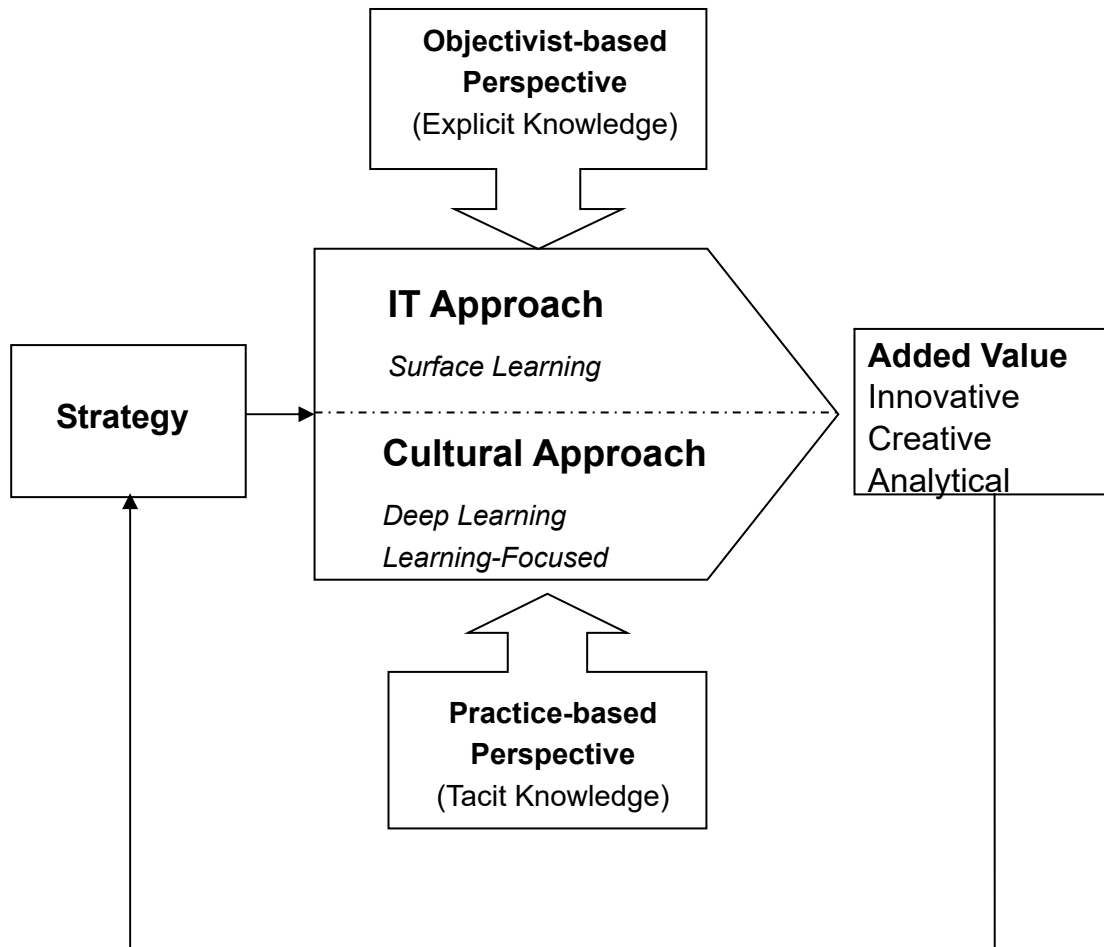 Objectivist-based
Perspective
(Explicit Knowledge)
IT Approach
Surface Learning
Strategy
Cultural Approach
Deep Learning
Learning-Focused
Added Value
Innovative
Creative
Analytical
Practice-based
Perspective
(Tacit Knowledge)